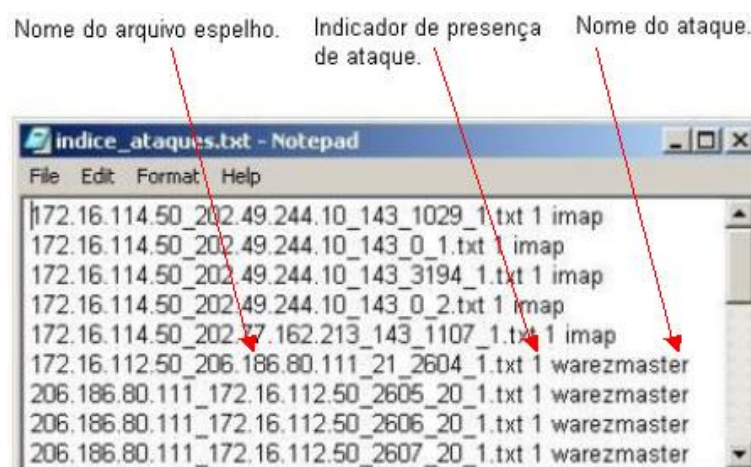 Nome do arquivo espelho.
Indicador de presença
de ataque.
Nome do ataque.
indice_ataques.txt - Notepad
File Edit Format Help
172.16.114.50_202.49.244.10_143_1029_1.txt 1 imap
172.16.114.50_202.49.244.10_143_0_1.txt 1 imap
172.16.114.50_202.49.244.10_143_3194_1.txt 1 imap
172.16.114.50_202.49.244.10_143_0_2.txt 1 imap
172.16.114.50_202.77.162.213_143_1107_1.txt 1 imap
172.16.112.50_206.186.80.111_21_2604_1.txt 1 warezmaster
206.186.80.111_172.16.112.50_2605_20_1.txt 1 warezmaster
206.186.80.111_172.16.112.50_2606_20_1.txt 1 warezmaster
206.186.80.111_172.16.112.50_2607_20_1.txt 1 warezmaster